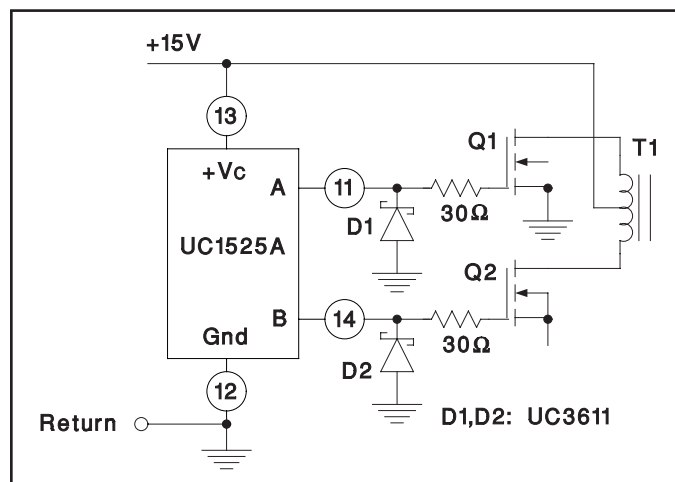 +15V
13
+Vc
A
11
30Ω
Q1
T1
D1
UC1525A
Q2
B
14
30Ω
Gnd
D2
12
D1,D2: UC3611
Return